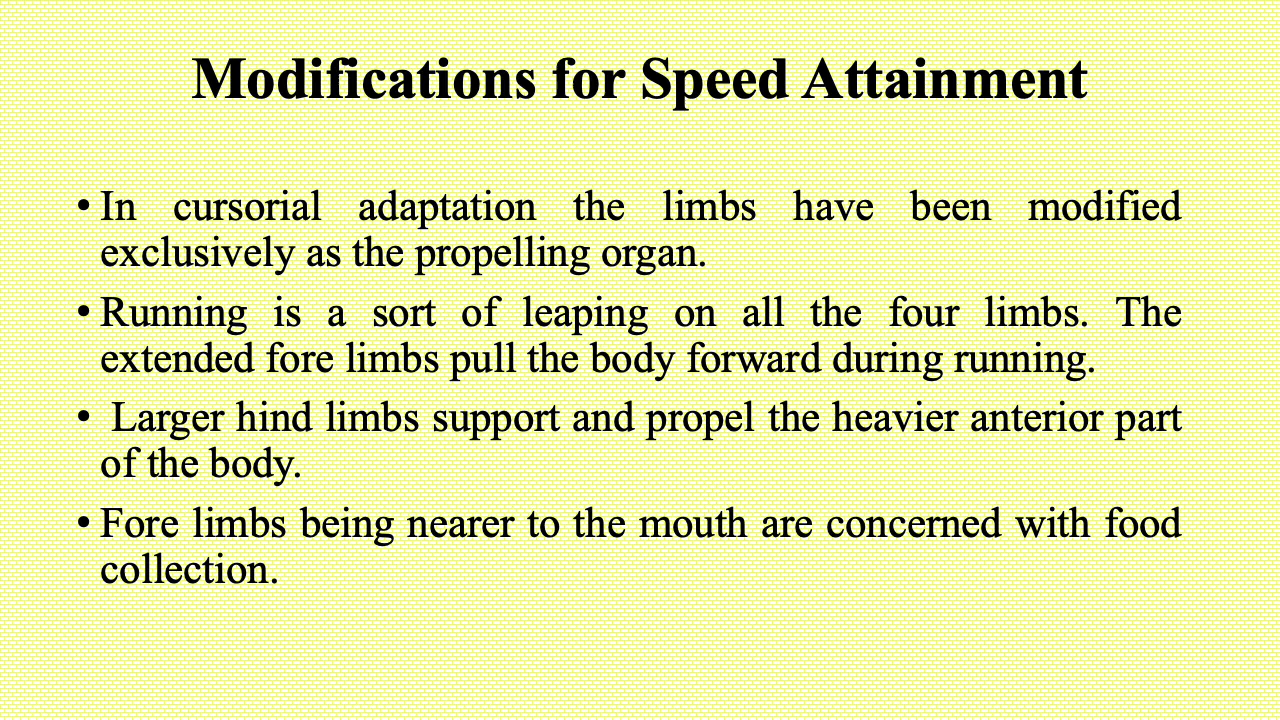 Modifications for Speed Attainment
• In cursorial adaptation the limbs have been modified
exclusively as the propelling organ.
• Running is a sort of leaping on all the four limbs. The
extended fore limbs pull the body forward during running.
• Larger hind limbs support and propel the heavier anterior part
of the body.
• Fore limbs being nearer to the mouth are concerned with food
collection.